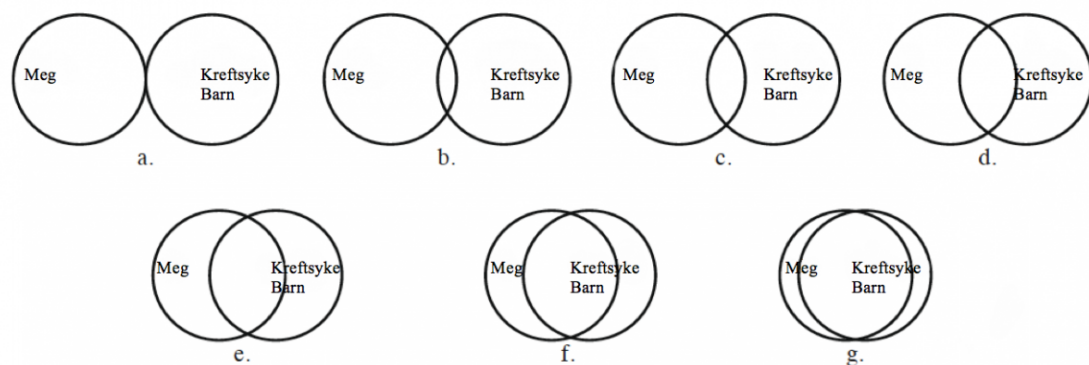 Meg
Kreftsyke
Barn
a.
Meg
Kreftsyke
Barn
b.
Meg
Kreftsyke
Barn
c.
Meg
Kreftsyke
Barn
d.
Meg
Kreftsyke
Barn
e.
Meg
Kreftsyke
Barn
f.
Meg
Kreftsyke
Barn
g.